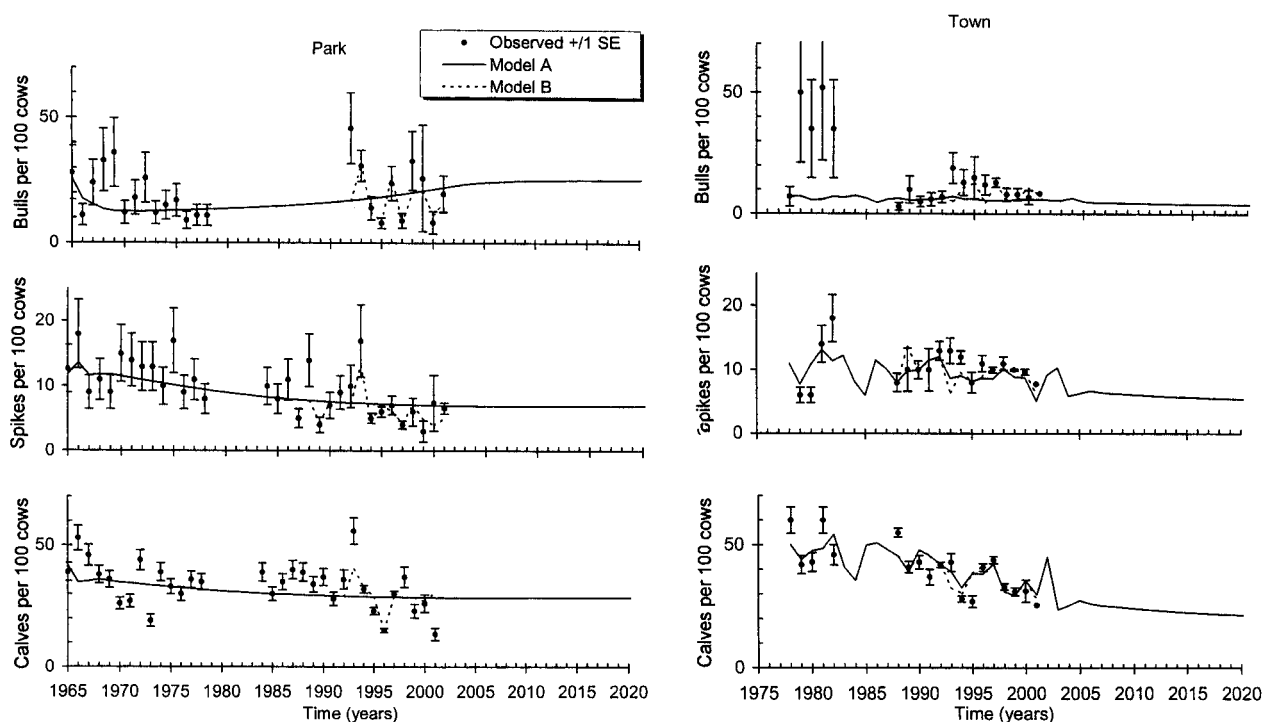 Park
Observed +/1 SE
Model A
Model B
Bulls per 100 cows
50
0
Spikes per 100 cows
20
10
0
Calves per 100 cows
50
0
1965 1970 1975 1980 1985 1990 1995 2000 2005 2010 2015 2020
Time (years)
Town
Bulls per 100 cows
50
0
Spikes per 100 cows
20
10
0
Calves per 100 cows
50
0
1975 1980 1985 1990 1995 2000 2005 2010 2015 2020
Time (years)